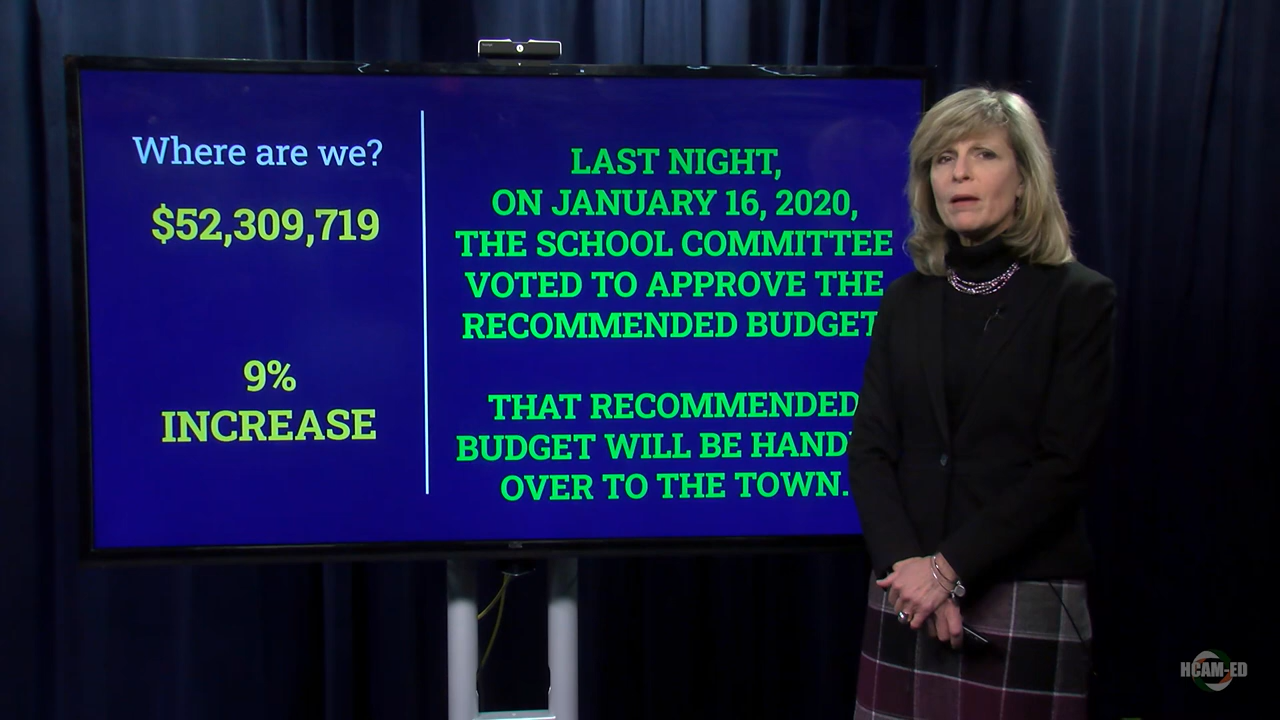 Where are we?
$52,309,719
9%
INCREASE
LAST NIGHT,
ON JANUARY 16, 2020,
THE SCHOOL COMMITTEE
VOTED TO APPROVE THE
RECOMMENDED BUDGET
THAT RECOMMENDED
BUDGET WILL BE HAND
OVER TO THE TOWN.
HCAM-ED